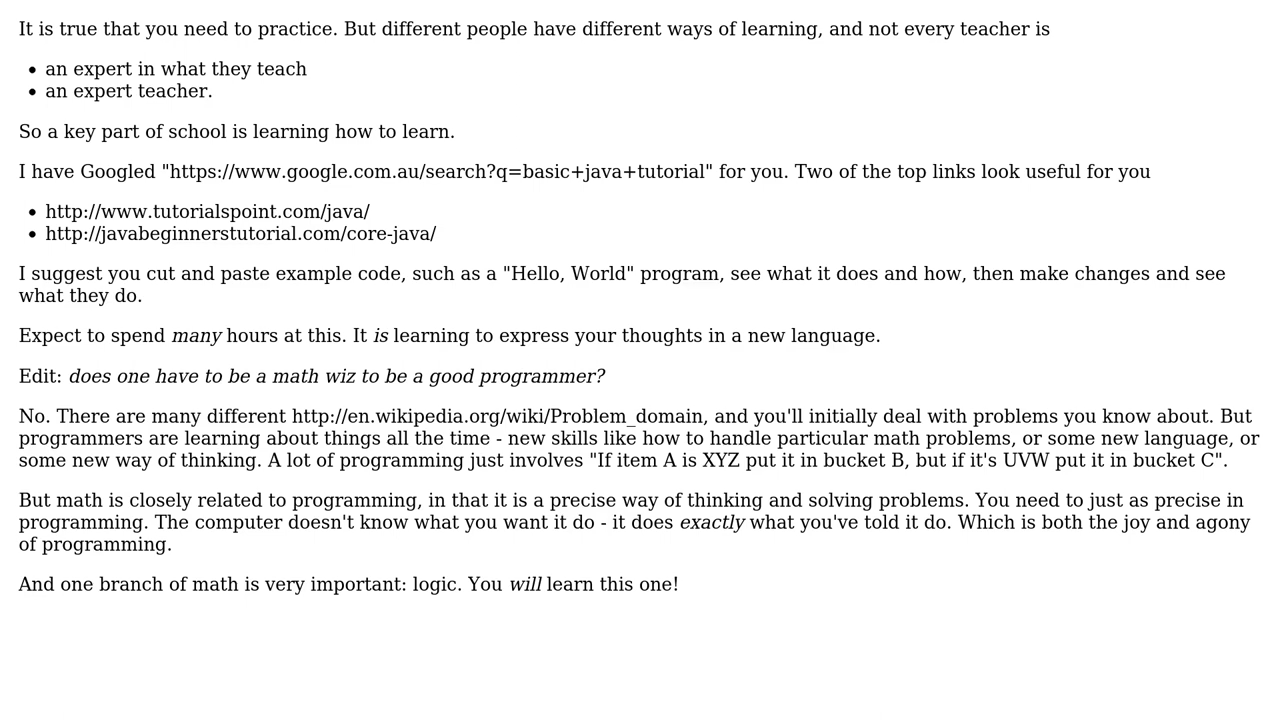 It is true that you need to practice. But different people have different ways of learning, and not every teacher is
• an expert in what they teach
• an expert teacher.
So a key part of school is learning how to learn.
I have Googled "https://www.google.com.au/search?q=basic+java+tutorial" for you. Two of the top links look useful for you
• http://www.tutorialspoint.com/java/
• http://javabeginnerstutorial.com/core-java/
I suggest you cut and paste example code, such as a "Hello, World" program, see what it does and how, then make changes and see
what they do.
Expect to spend many hours at this. It is learning to express your thoughts in a new language.
Edit: does one have to be a math wiz to be a good programmer?
No. There are many different http://en.wikipedia.org/wiki/Problem_domain, and you'll initially deal with problems you know about. But
programmers are learning about things all the time - new skills like how to handle particular math problems, or some new language, or
some new way of thinking. A lot of programming just involves "If item A is XYZ put it in bucket B, but if it's UVW put it in bucket C".
But math is closely related to programming, in that it is a precise way of thinking and solving problems. You need to just as precise in
programming. The computer doesn't know what you want it do - it does exactly what you've told it do. Which is both the joy and agony
of programming.
And one branch of math is very important: logic. You will learn this one!